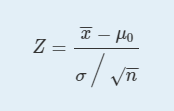 Z = (x̅ − μ₀) / (σ / √n̅)